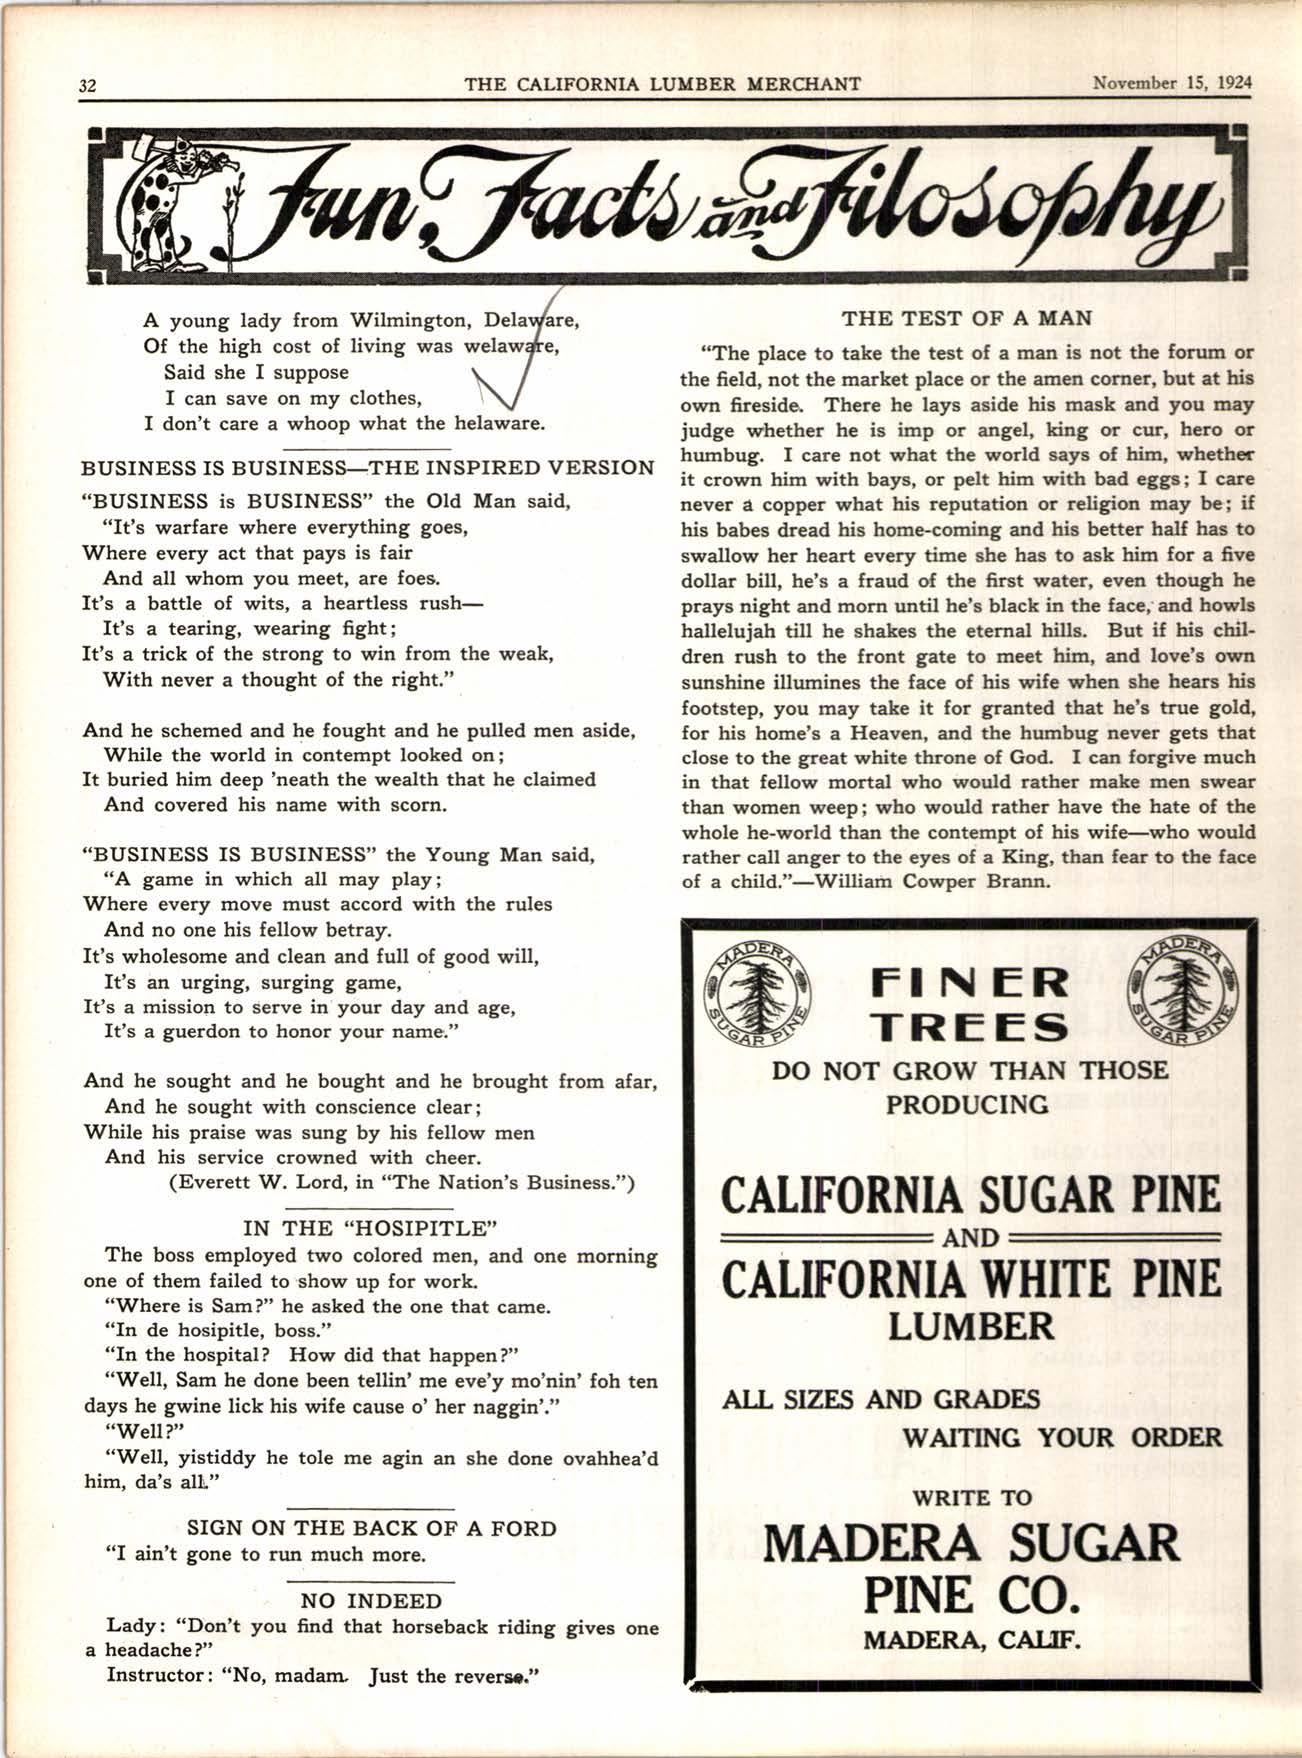 32
THE CALIFORNIA LUMBER MERCHANT
November 15, 1924
Fun, Facts and Filosophy
A young lady from Wilmington, Delaware,
Of the high cost of living was welaware,
Said she I suppose
I can save on my clothes,
I don't care a whoop what the helaware.
BUSINESS IS BUSINESS—THE INSPIRED VERSION
“BUSINESS is BUSINESS” the Old Man said,
“It's warfare where everything goes,
Where every act that pays is fair
And all whom you meet, are foes.
It's a battle of wits, a heartless rush—
It's a tearing, wearing fight;
It's a trick of the strong to win from the weak,
With never a thought of the right.”
And he schemed and he fought and he pulled men aside,
While the world in contempt looked on;
It buried him deep 'neath the wealth that he claimed
And covered his name with scorn.
“BUSINESS IS BUSINESS” the Young Man said,
“A game in which all may play;
Where every move must accord with the rules
And no one his fellow betray.
It's wholesome and clean and full of good will,
It's an urging, surging game,
It's a mission to serve in your day and age,
It's a guerdon to honor your name.”
And he sought and he bought and he brought from afar,
And he sought with conscience clear;
While his praise was sung by his fellow men
And his service crowned with cheer.
(Everett W. Lord, in “The Nation's Business.”)
IN THE “HOSIPITLE”
The boss employed two colored men, and one morning
one of them failed to show up for work.
“Where is Sam?” he asked the one that came.
“In de hosipitle, boss.”
“In the hospital? How did that happen?”
“Well, Sam he done been tellin' me eve'y mo'nin' foh ten
days he gwine lick his wife cause o' her naggin'.”
“Well?”
“Well, yistiddy he tole me agin an she done ovahhea'd
him, da's all.”
SIGN ON THE BACK OF A FORD
“I ain't gone to run much more.
NO INDEED
Lady: “Don't you find that horseback riding gives one
a headache?”
Instructor: “No, madam. Just the reverse.”
THE TEST OF A MAN
“The place to take the test of a man is not the forum or
the field, not the market place or the amen corner, but at his
own fireside. There he lays aside his mask and you may
judge whether he is imp or angel, king or cur, hero or
humbug. I care not what the world says of him, whether
it crown him with bays, or pelt him with bad eggs; I care
never a copper what his reputation or religion may be; if
his babes dread his home-coming and his better half has to
swallow her heart every time she has to ask him for a five
dollar bill, he's a fraud of the first water, even though he
prays night and morn until he's black in the face, and howls
hallelujah till he shakes the eternal hills. But if his chil-
dren rush to the front gate to meet him, and love's own
sunshine illumines the face of his wife when she hears his
footstep, you may take it for granted that he's true gold,
for his home's a Heaven, and the humbug never gets that
close to the great white throne of God. I can forgive much
in that fellow mortal who would rather make men swear
than women weep; who would rather have the hate of the
whole he-world than the contempt of his wife—who would
rather call anger to the eyes of a King, than fear to the face
of a child.”—William Cowper Brann.
MADERA SUGAR PINE
MADERA SUGAR PINE
FINER
TREES
DO NOT GROW THAN THOSE
PRODUCING
CALIFORNIA SUGAR PINE
AND
CALIFORNIA WHITE PINE
LUMBER
ALL SIZES AND GRADES
WAITING YOUR ORDER
WRITE TO
MADERA SUGAR
PINE CO.
MADERA, CALIF.